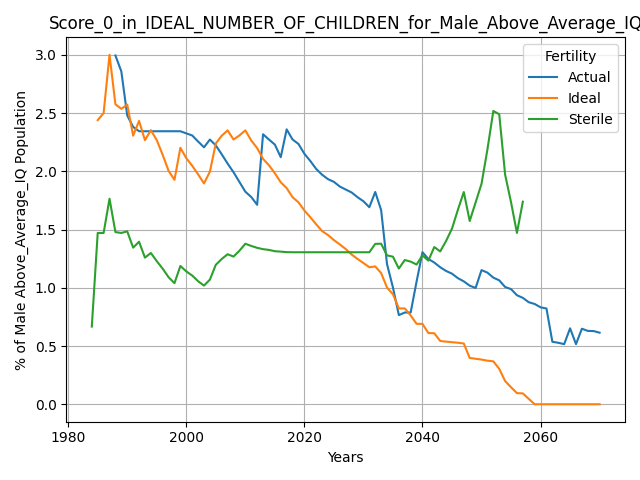 Score_0_in_IDEAL_NUMBER_OF_CHILDREN_for_Male_Above_Average_IQ
Fertility
Actual
Ideal
Sterile
% of Male Above_Average_IQ Population
3.0
2.5
2.0
1.5
1.0
0.5
0.0
1980
2000
2020
2040
2060
Years